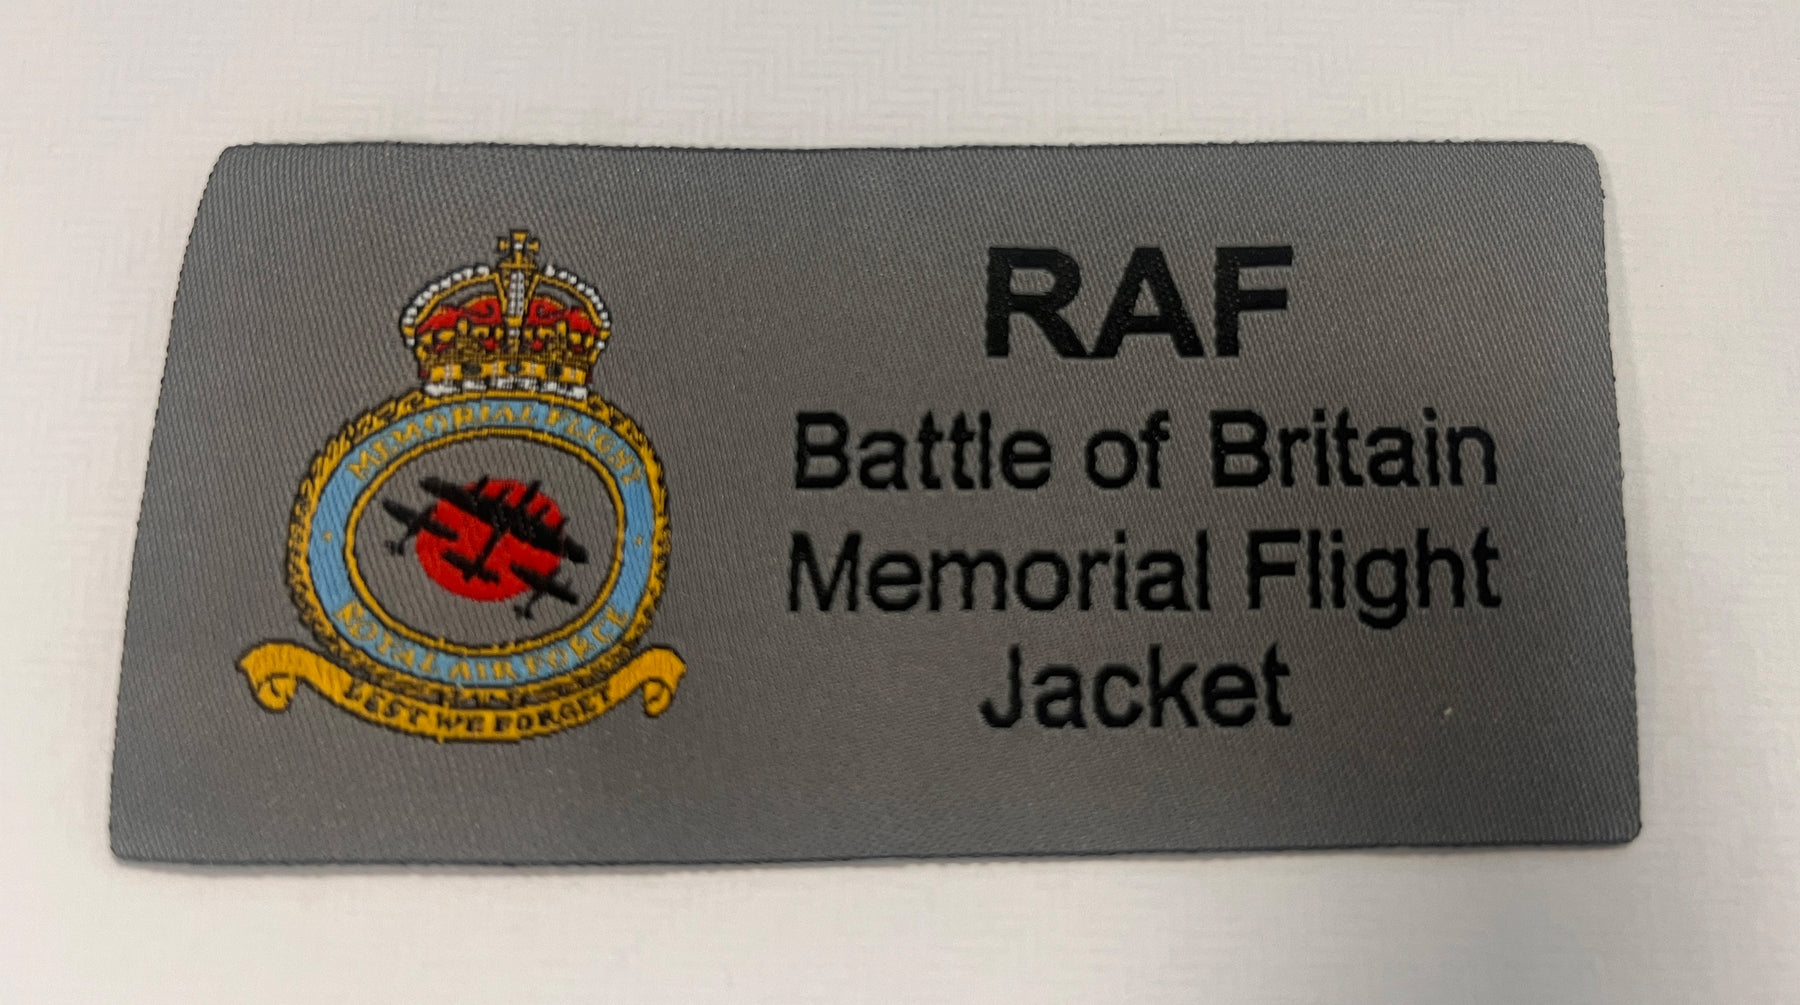 MEMORIAL FLIGHT
ROYAL AIR FORCE
LEST WE FORGET
RAF
Battle of Britain
Memorial Flight
Jacket